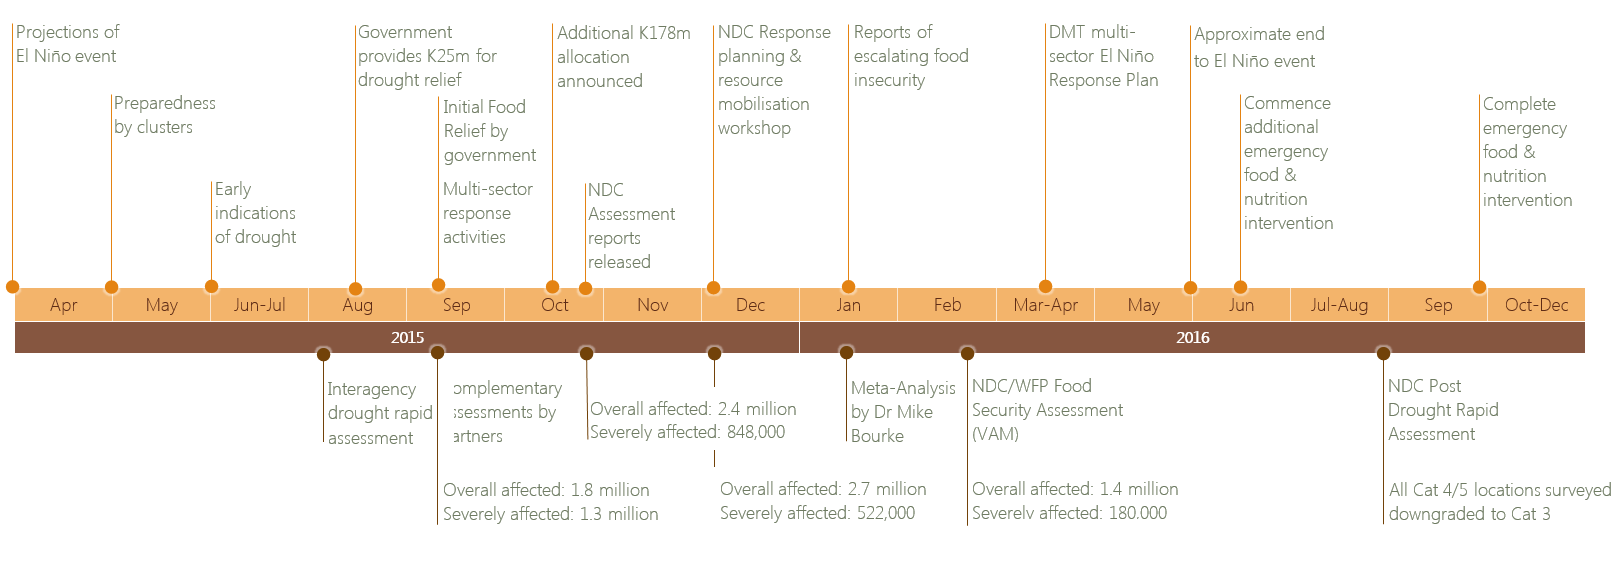 Projections of
El Niño event
Preparedness
by clusters
Early
indications
of drought
Government
provides K25m for
drought relief
Initial Food
Relief by
government
Multi-sector
response
activities
Additional K178m
allocation
announced
NDC
Assessment
reports
released
NDC Response
planning &
resource
mobilisation
workshop
Reports of
escalating food
insecurity
DMT multi-
sector El Niño
Response Plan
Approximate end
to El Niño event
Commence
additional
emergency
food &
nutrition
intervention
Complete
emergency
food &
nutrition
intervention
Apr May Jun-Jul Aug Sep Oct Nov Dec Jan Feb Mar-Apr May Jun Jul-Aug Sep Oct-Dec
2015 2016
Interagency
drought rapid
assessment
omplementary
ssessments by
artners
Overall affected: 1.8 million
Severely affected: 1.3 million
Overall affected: 2.4 million
Severely affected: 848,000
Overall affected: 2.7 million
Severely affected: 522,000
Meta-Analysis
by Dr Mike
Bourke
NDC/WFP Food
Security Assessment
(VAM)
Overall affected: 1.4 million
Severely affected: 180.000
NDC Post
Drought Rapid
Assessment
All Cat 4/5 locations surveyed
downgraded to Cat 3